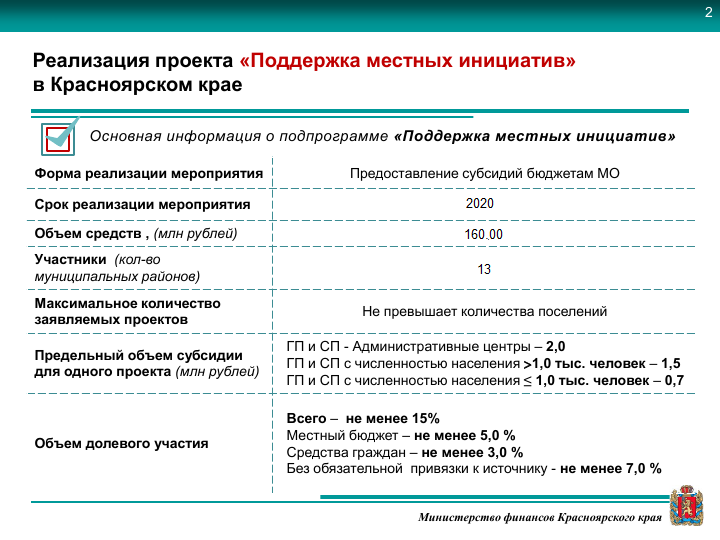 2
Реализация проекта «Поддержка местных инициатив»
в Красноярском крае
Основная информация о подпрограмме «Поддержка местных инициатив»
Форма реализации мероприятия
Предоставление субсидий бюджетам МО
Срок реализации мероприятия
2020
Объем средств , (млн рублей)
160,00
Участники (кол-во
муниципальных районов)
13
Максимальное количество
заявляемых проектов
Не превышает количества поселений
Предельный объем субсидии
для одного проекта (млн рублей)
ГП и СП - Административные центры – 2,0
ГП и СП с численностью населения >1,0 тыс. человек – 1,5
ГП и СП с численностью населения ≤ 1,0 тыс. человек – 0,7
Объем долевого участия
Всего – не менее 15%
Местный бюджет – не менее 5,0 %
Средства граждан – не менее 3,0 %
Без обязательной привязки к источнику - не менее 7,0 %
Министерство финансов Красноярского края